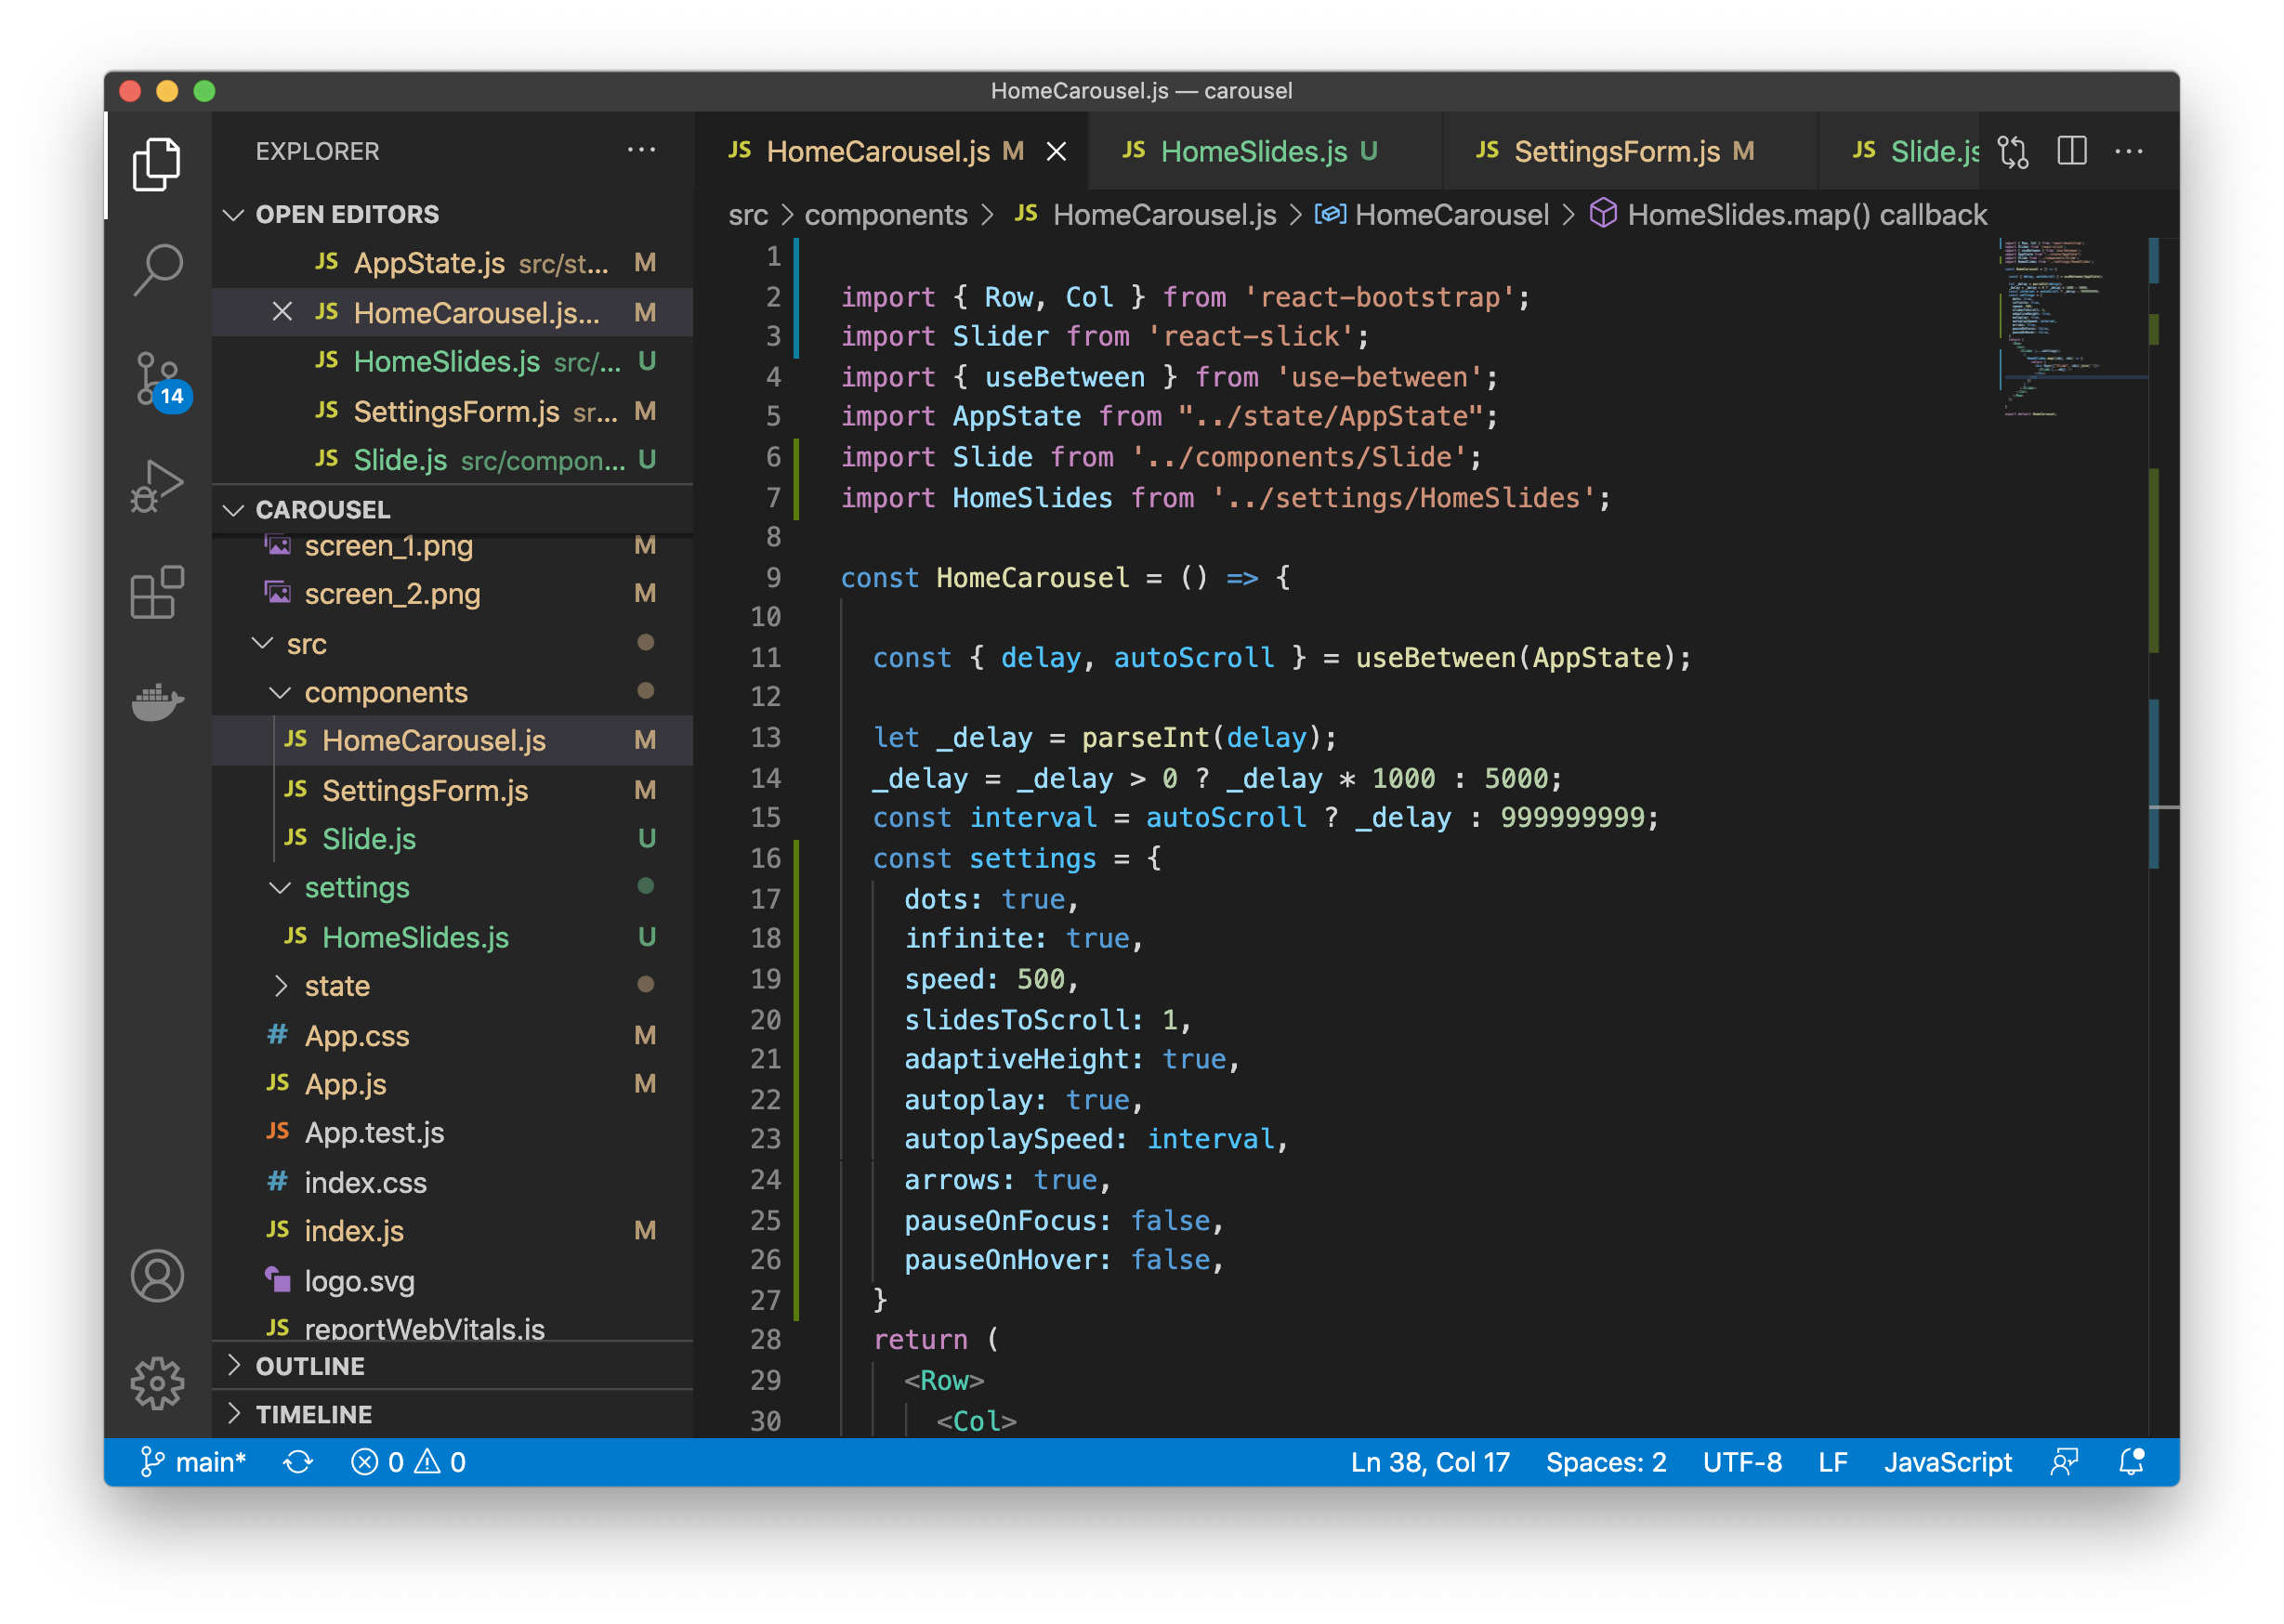 HomeCarousel.js — carousel
EXPLORER
OPEN EDITORS
JS AppState.js src/st... M
JS HomeCarousel.js... M
JS HomeSlides.js src/... U
JS SettingsForm.js sr... M
JS Slide.js src/compon... U
CAROUSEL
screen_1.png M
screen_2.png M
src
components
JS HomeCarousel.js M
JS SettingsForm.js M
JS Slide.js U
settings
JS HomeSlides.js U
state
# App.css M
JS App.js M
JS App.test.js
# index.css
JS index.js M
logo.svg
JS reportWebVitals.js
OUTLINE
TIMELINE
14
JS HomeCarousel.js M JS HomeSlides.js U JS SettingsForm.js M JS Slide.js
src > components > JS HomeCarousel.js > HomeCarousel > HomeSlides.map() callback
1
2 import { Row, Col } from 'react-bootstrap';
3 import Slider from 'react-slick';
4 import { useBetween } from 'use-between';
5 import AppState from "../state/AppState";
6 import Slide from '../components/Slide';
7 import HomeSlides from '../settings/HomeSlides';
8
9 const HomeCarousel = () => {
10
11 const { delay, autoScroll } = useBetween(AppState);
12
13 let _delay = parseInt(delay);
14 _delay = _delay > 0 ? _delay * 1000 : 5000;
15 const interval = autoScroll ? _delay : 999999999;
16 const settings = {
17 dots: true,
18 infinite: true,
19 speed: 500,
20 slidesToScroll: 1,
21 adaptiveHeight: true,
22 autoplay: true,
23 autoplaySpeed: interval,
24 arrows: true,
25 pauseOnFocus: false,
26 pauseOnHover: false,
27 }
28 return (
29 <Row>
30 <Col>
main* 0 0 Ln 38, Col 17 Spaces: 2 UTF-8 LF JavaScript